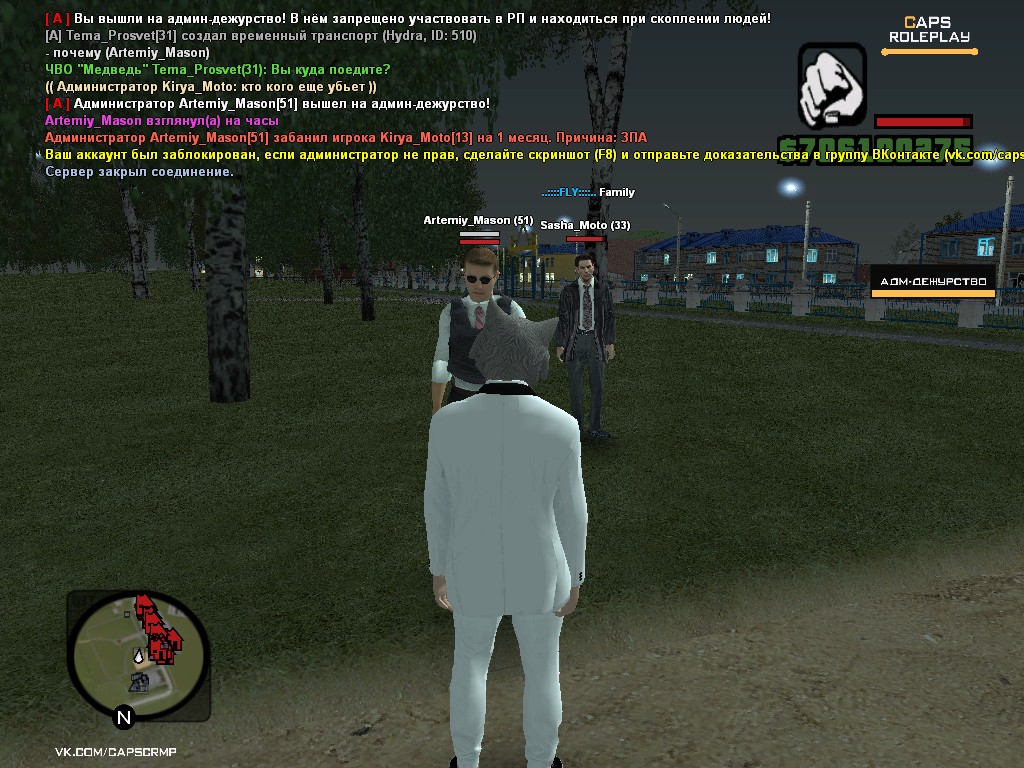 [ A ] Вы вышли на админ-дежурство! В нём запрещено участвовать в РП и находиться при скоплении людей!
[A] Tema_Prosvet[31] создал временный транспорт (Hydra, ID: 510)
- почему (Artemiy_Mason)
ЧВО "Медведь" Tema_Prosvet(31): Вы куда поедите?
(( Администратор Kirya_Moto: кто кого еще убьет ))
[ A ] Администратор Artemiy_Mason[51] вышел на админ-дежурство!
Artemiy_Mason взглянул(а) на часы
Администратор Artemiy_Mason[51] забанил игрока Kirya_Moto[13] на 1 месяц. Причина: ЗПА
Ваш аккаунт был заблокирован, если администратор не прав, сделайте скриншот (F8) и отправьте доказательства в группу ВКонтакте (vk.com/caps
Сервер закрыл соединение.
CAPS
ROLEPLAY
..:::::FLY:::::.. Family
Artemiy_Mason (51)
Sasha_Moto (33)
АДМ-ДЕЖУРСТВО
N
VK.COM/CAPSCRMP